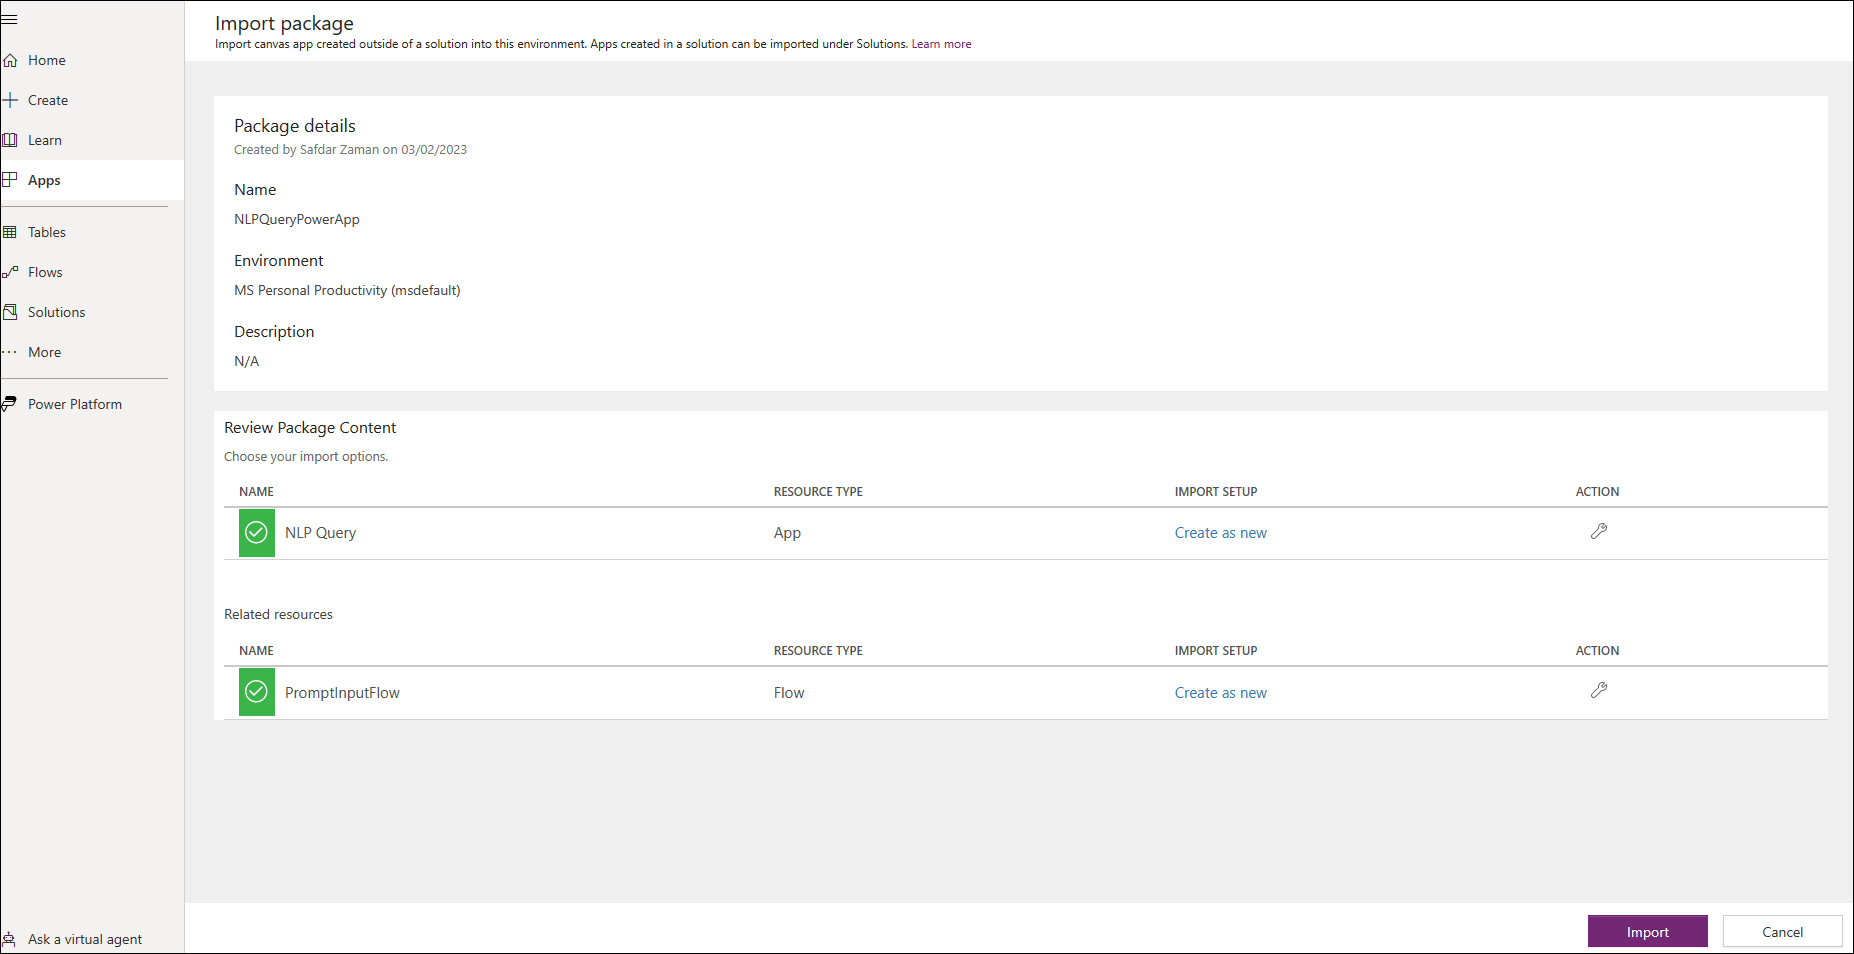 Home
Create
Learn
Apps
Tables
Flows
Solutions
More
Power Platform
Ask a virtual agent
Import package
Import canvas app created outside of a solution into this environment. Apps created in a solution can be imported under Solutions. Learn more
Package details
Created by Safdar Zaman on 03/02/2023
Name
NLPQueryPowerApp
Environment
MS Personal Productivity (msdefault)
Description
N/A
Review Package Content
Choose your import options.
NAME RESOURCE TYPE IMPORT SETUP ACTION
NLP Query App Create as new
Related resources
NAME RESOURCE TYPE IMPORT SETUP ACTION
PromptInputFlow Flow Create as new
Import Cancel